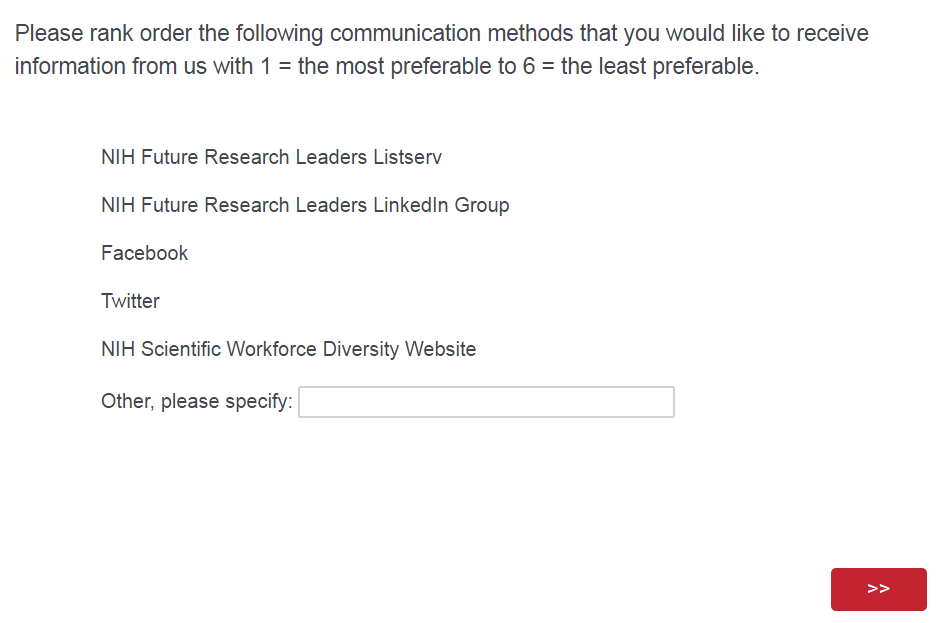 Please rank order the following communication methods that you would like to receive
information from us with 1 = the most preferable to 6 = the least preferable.
NIH Future Research Leaders Listserv
NIH Future Research Leaders LinkedIn Group
Facebook
Twitter
NIH Scientific Workforce Diversity Website
Other, please specify:
>>